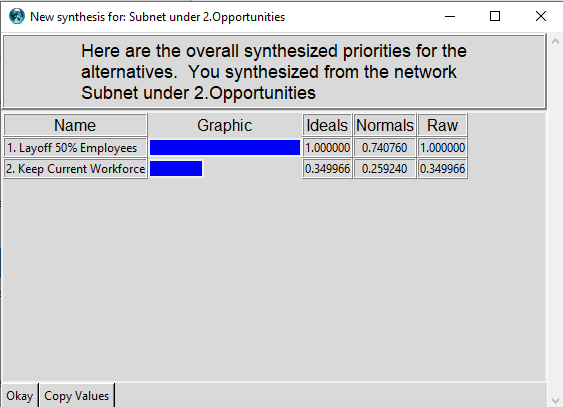 New synthesis for: Subnet under 2.Opportunities
Here are the overall synthesized priorities for the
alternatives. You synthesized from the network
Subnet under 2.Opportunities
Name Graphic Ideals Normals Raw
1. Layoff 50% Employees 1.000000 0.740760 1.000000
2. Keep Current Workforce 0.349966 0.259240 0.349966
Okay Copy Values